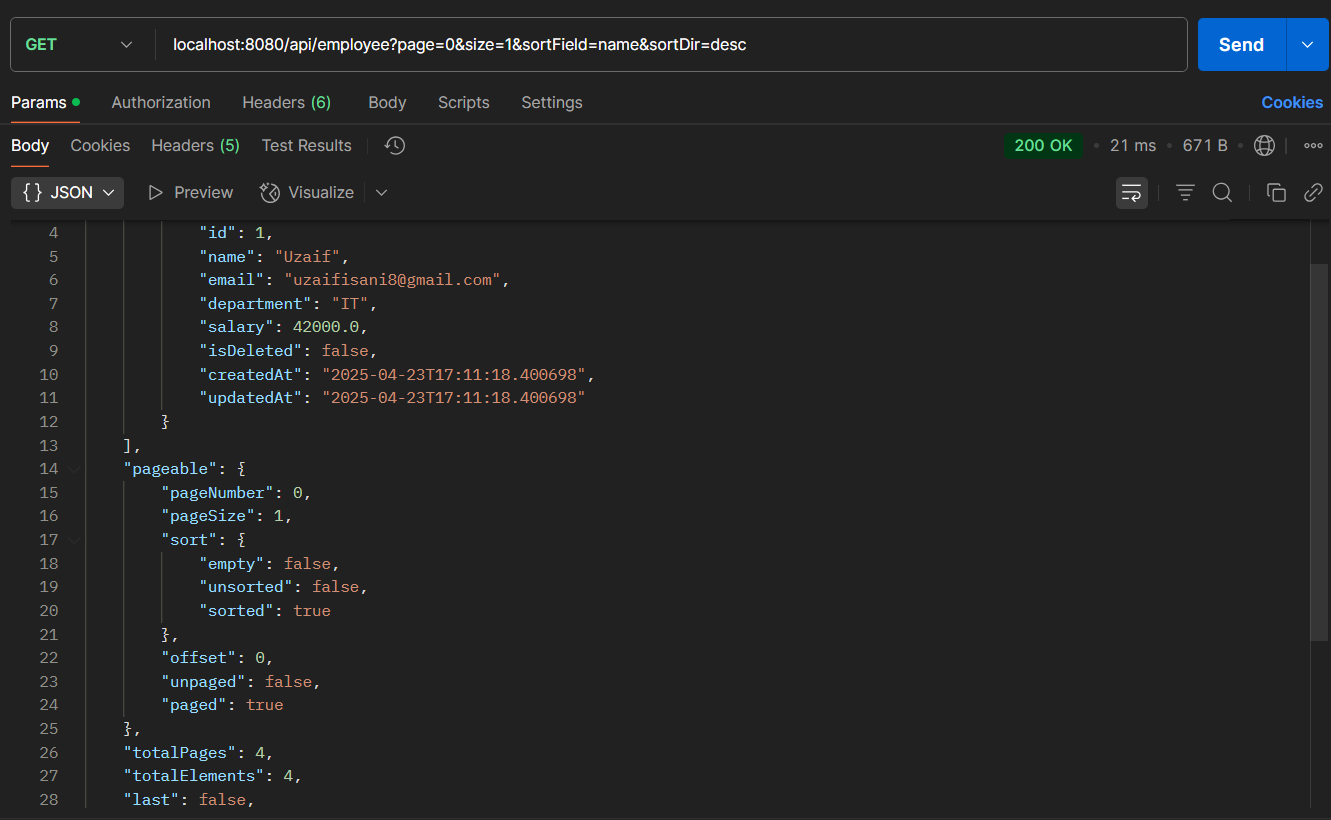 GET localhost:8080/api/employee?page=0&size=1&sortField=name&sortDir=desc Send
Params Authorization Headers (6) Body Scripts Settings Cookies
Body Cookies Headers (5) Test Results 200 OK • 21 ms • 671 B
{} JSON Preview Visualize
4 "id": 1,
5 "name": "Uzaif",
6 "email": "uzaifisani8@gmail.com",
7 "department": "IT",
8 "salary": 42000.0,
9 "isDeleted": false,
10 "createdAt": "2025-04-23T17:11:18.400698",
11 "updatedAt": "2025-04-23T17:11:18.400698"
12 }
13 ],
14 "pageable": {
15 "pageNumber": 0,
16 "pageSize": 1,
17 "sort": {
18 "empty": false,
19 "unsorted": false,
20 "sorted": true
21 },
22 "offset": 0,
23 "unpaged": false,
24 "paged": true
25 },
26 "totalPages": 4,
27 "totalElements": 4,
28 "last": false,